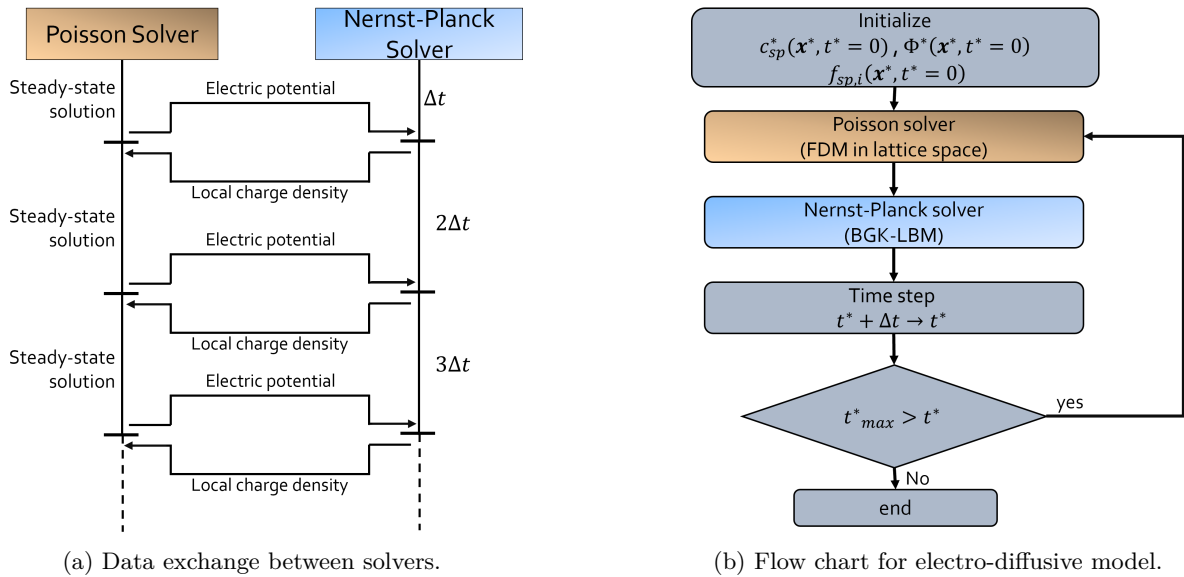 Poisson Solver
Nernst-Planck
Solver
Steady-state
solution
Electric potential
Δt
Local charge density
Steady-state
solution
Electric potential
2Δt
Local charge density
Steady-state
solution
Electric potential
3Δt
Local charge density
(a) Data exchange between solvers.
Initialize
c*sp(x*, t* = 0) , Φ*(x*, t* = 0)
fsp,i(x*, t* = 0)
Poisson solver
(FDM in lattice space)
Nernst-Planck solver
(BGK-LBM)
Time step
t* + Δt → t*
t*max > t*
yes
No
end
(b) Flow chart for electro-diffusive model.